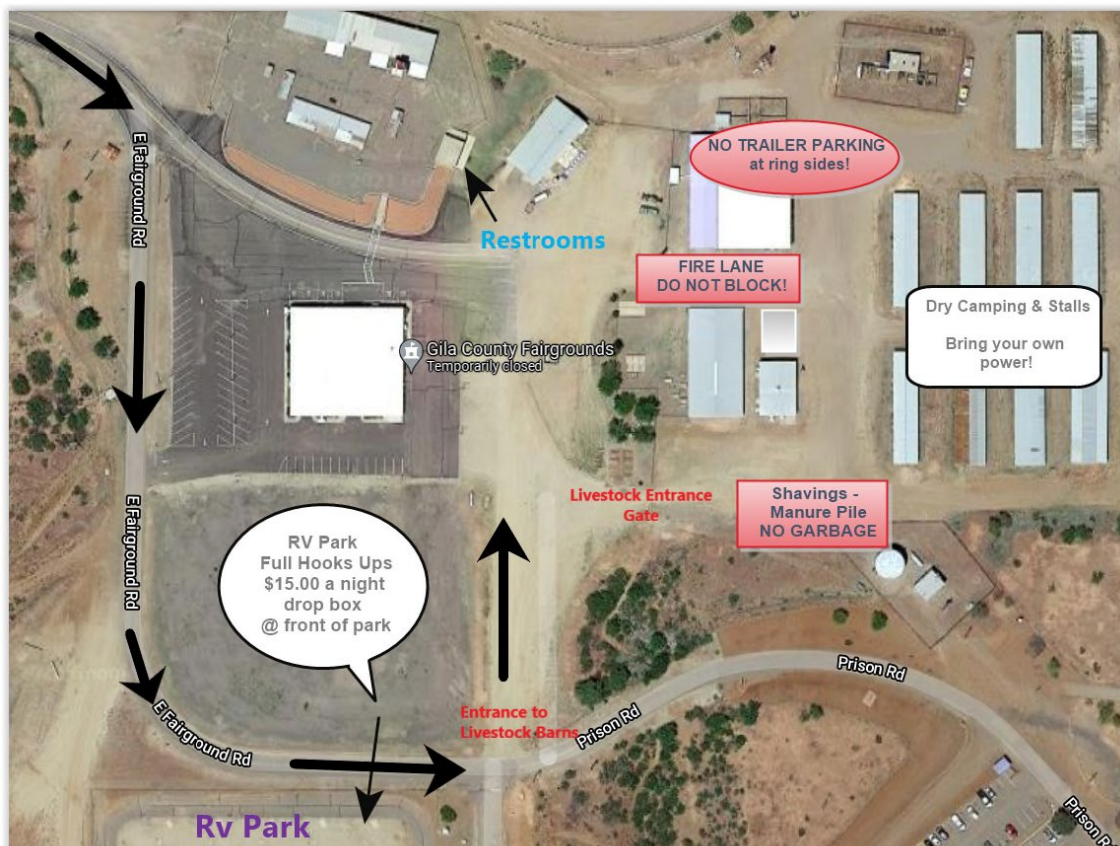 E Fairground Rd
NO TRAILER PARKING
at ring sides!
Restrooms
FIRE LANE
DO NOT BLOCK!
Dry Camping & Stalls
Bring your own
power!
Gila County Fairgrounds
Temporarily closed
A
Livestock Entrance
Gate
Shavings -
Manure Pile
NO GARBAGE
E Fairground Rd
RV Park
Full Hooks Ups
$15.00 a night
drop box
@ front of park
Prison Rd
Entrance to
Livestock Barns
Prison Rd
E Fairground Rd
Prison R
Rv Park